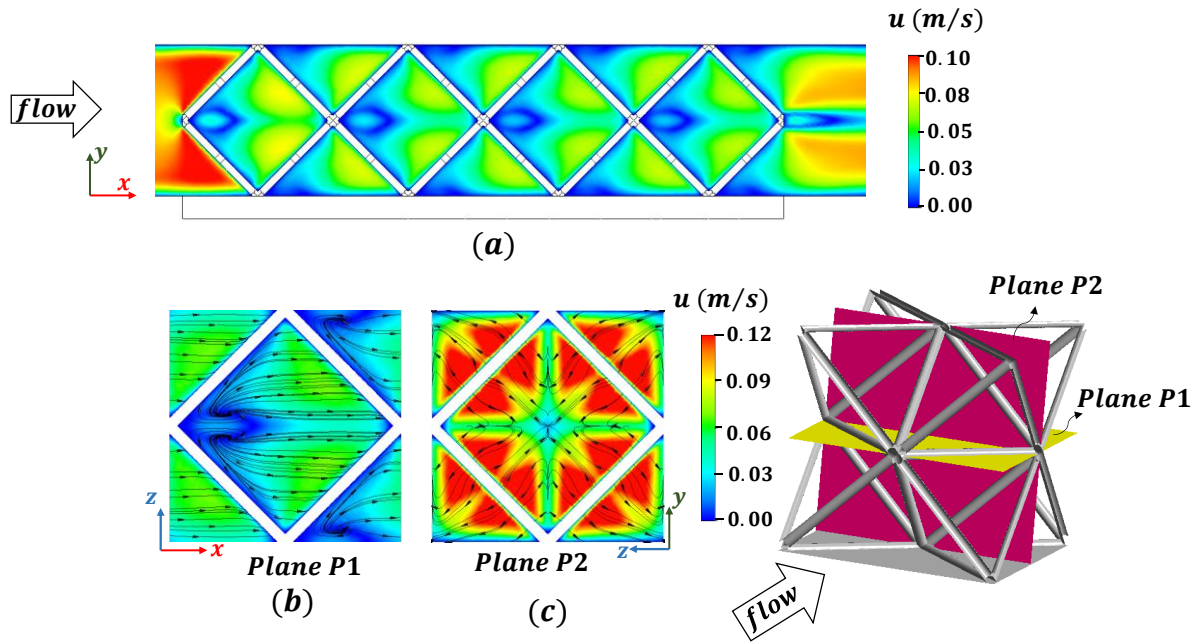 u (m/s)
0.10
0.08
0.05
0.03
0.00
flow
y
x
(a)
u (m/s)
0.12
0.09
0.06
0.03
0.00
z
x
y
z
Plane P1
Plane P2
(b)
(c)
Plane P2
Plane P1
flow